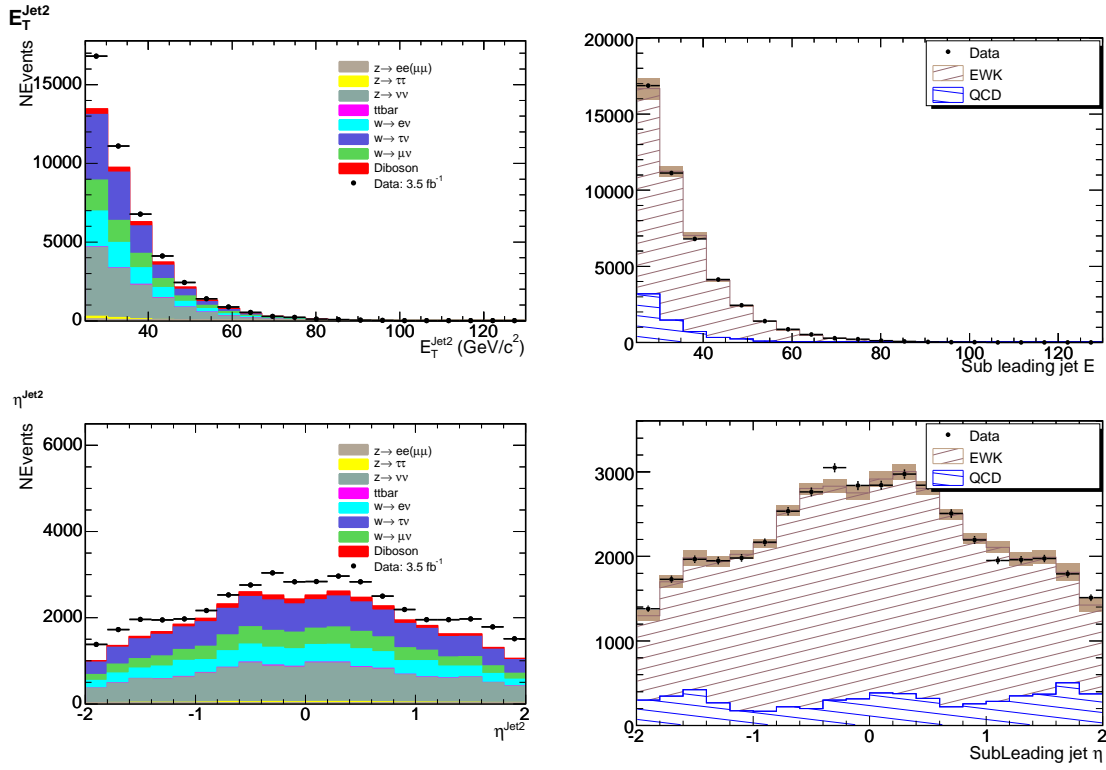 E_T^Jet2
NEvents
15000
10000
5000
0
40 60 80 100 120
E_T^Jet2 (GeV/c²)
z→ ee(μμ)
z→ ττ
z→ νν
ttbar
w→ eν
w→ τν
w→ μν
Diboson
Data: 3.5 fb⁻¹
20000
15000
10000
5000
0
40 60 80 100 120
Sub leading jet E
Data
EWK
QCD
η^Jet2
NEvents
6000
4000
2000
0
-2 -1 0 1 2
η^Jet2
z→ ee(μμ)
z→ ττ
z→ νν
ttbar
w→ eν
w→ τν
w→ μν
Diboson
Data: 3.5 fb⁻¹
3000
2000
1000
0
-2 -1 0 1 2
SubLeading jet η
Data
EWK
QCD